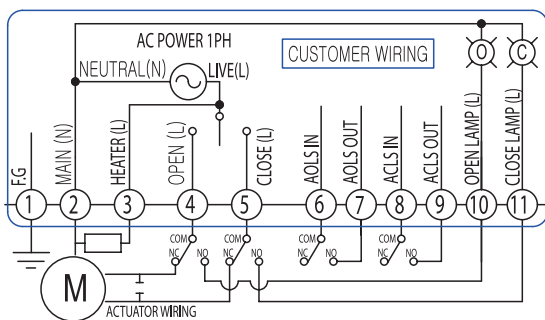 AC POWER 1PH
CUSTOMER WIRING
O
C
NEUTRAL(N)
LIVE(L)
F.G
MAIN (N)
HEATER (L)
OPEN (L)
CLOSE (L)
AOLS IN
AOLS OUT
ACLS IN
ACLS OUT
OPEN LAMP (L)
CLOSE LAMP (L)
1
2
3
4
5
6
7
8
9
10
11
COM
NC
NO
COM
NC
NO
COM
NC
NO
COM
NC
NO
M
ACTUATOR WIRING